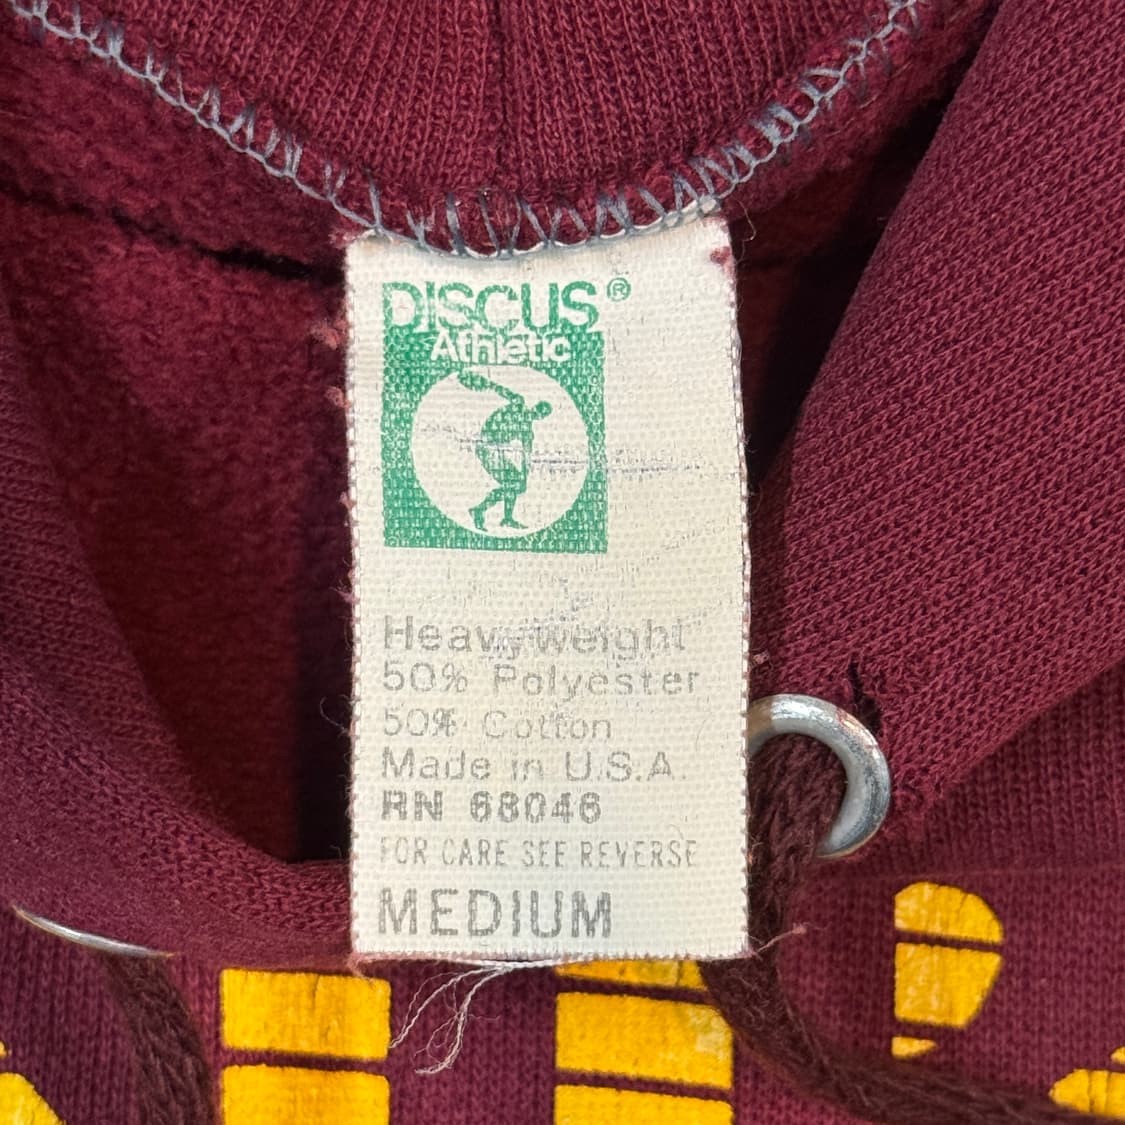 DISCUS®
Athletic
Heavyweight
50% Polyester
50% Cotton
Made in U.S.A.
RN 68046
FOR CARE SEE REVERSE
MEDIUM